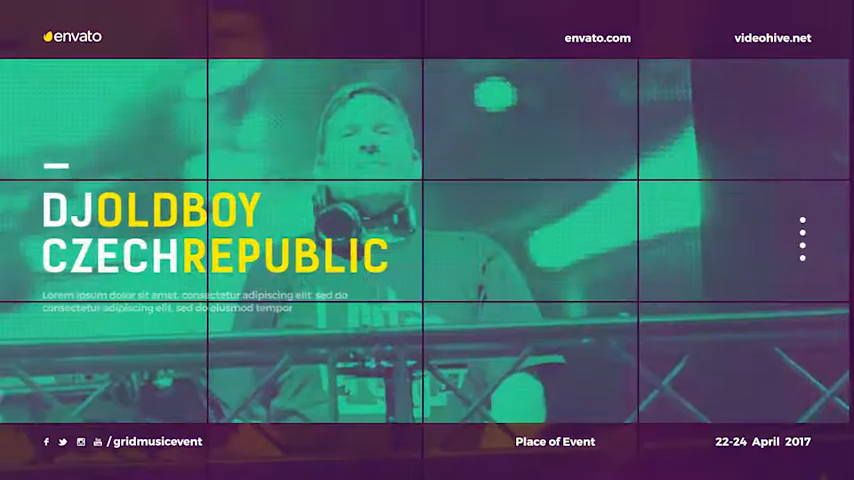 envato
envato.com
videohive.net
DJOLDBOY
CZECHREPUBLIC
Lorem ipsum dolor sit amet, consectetur adipiscing elit, sed do
consectetur adipiscing elit, sed do eiusmod tempor
/gridmusicevent
Place of Event
22-24 April 2017